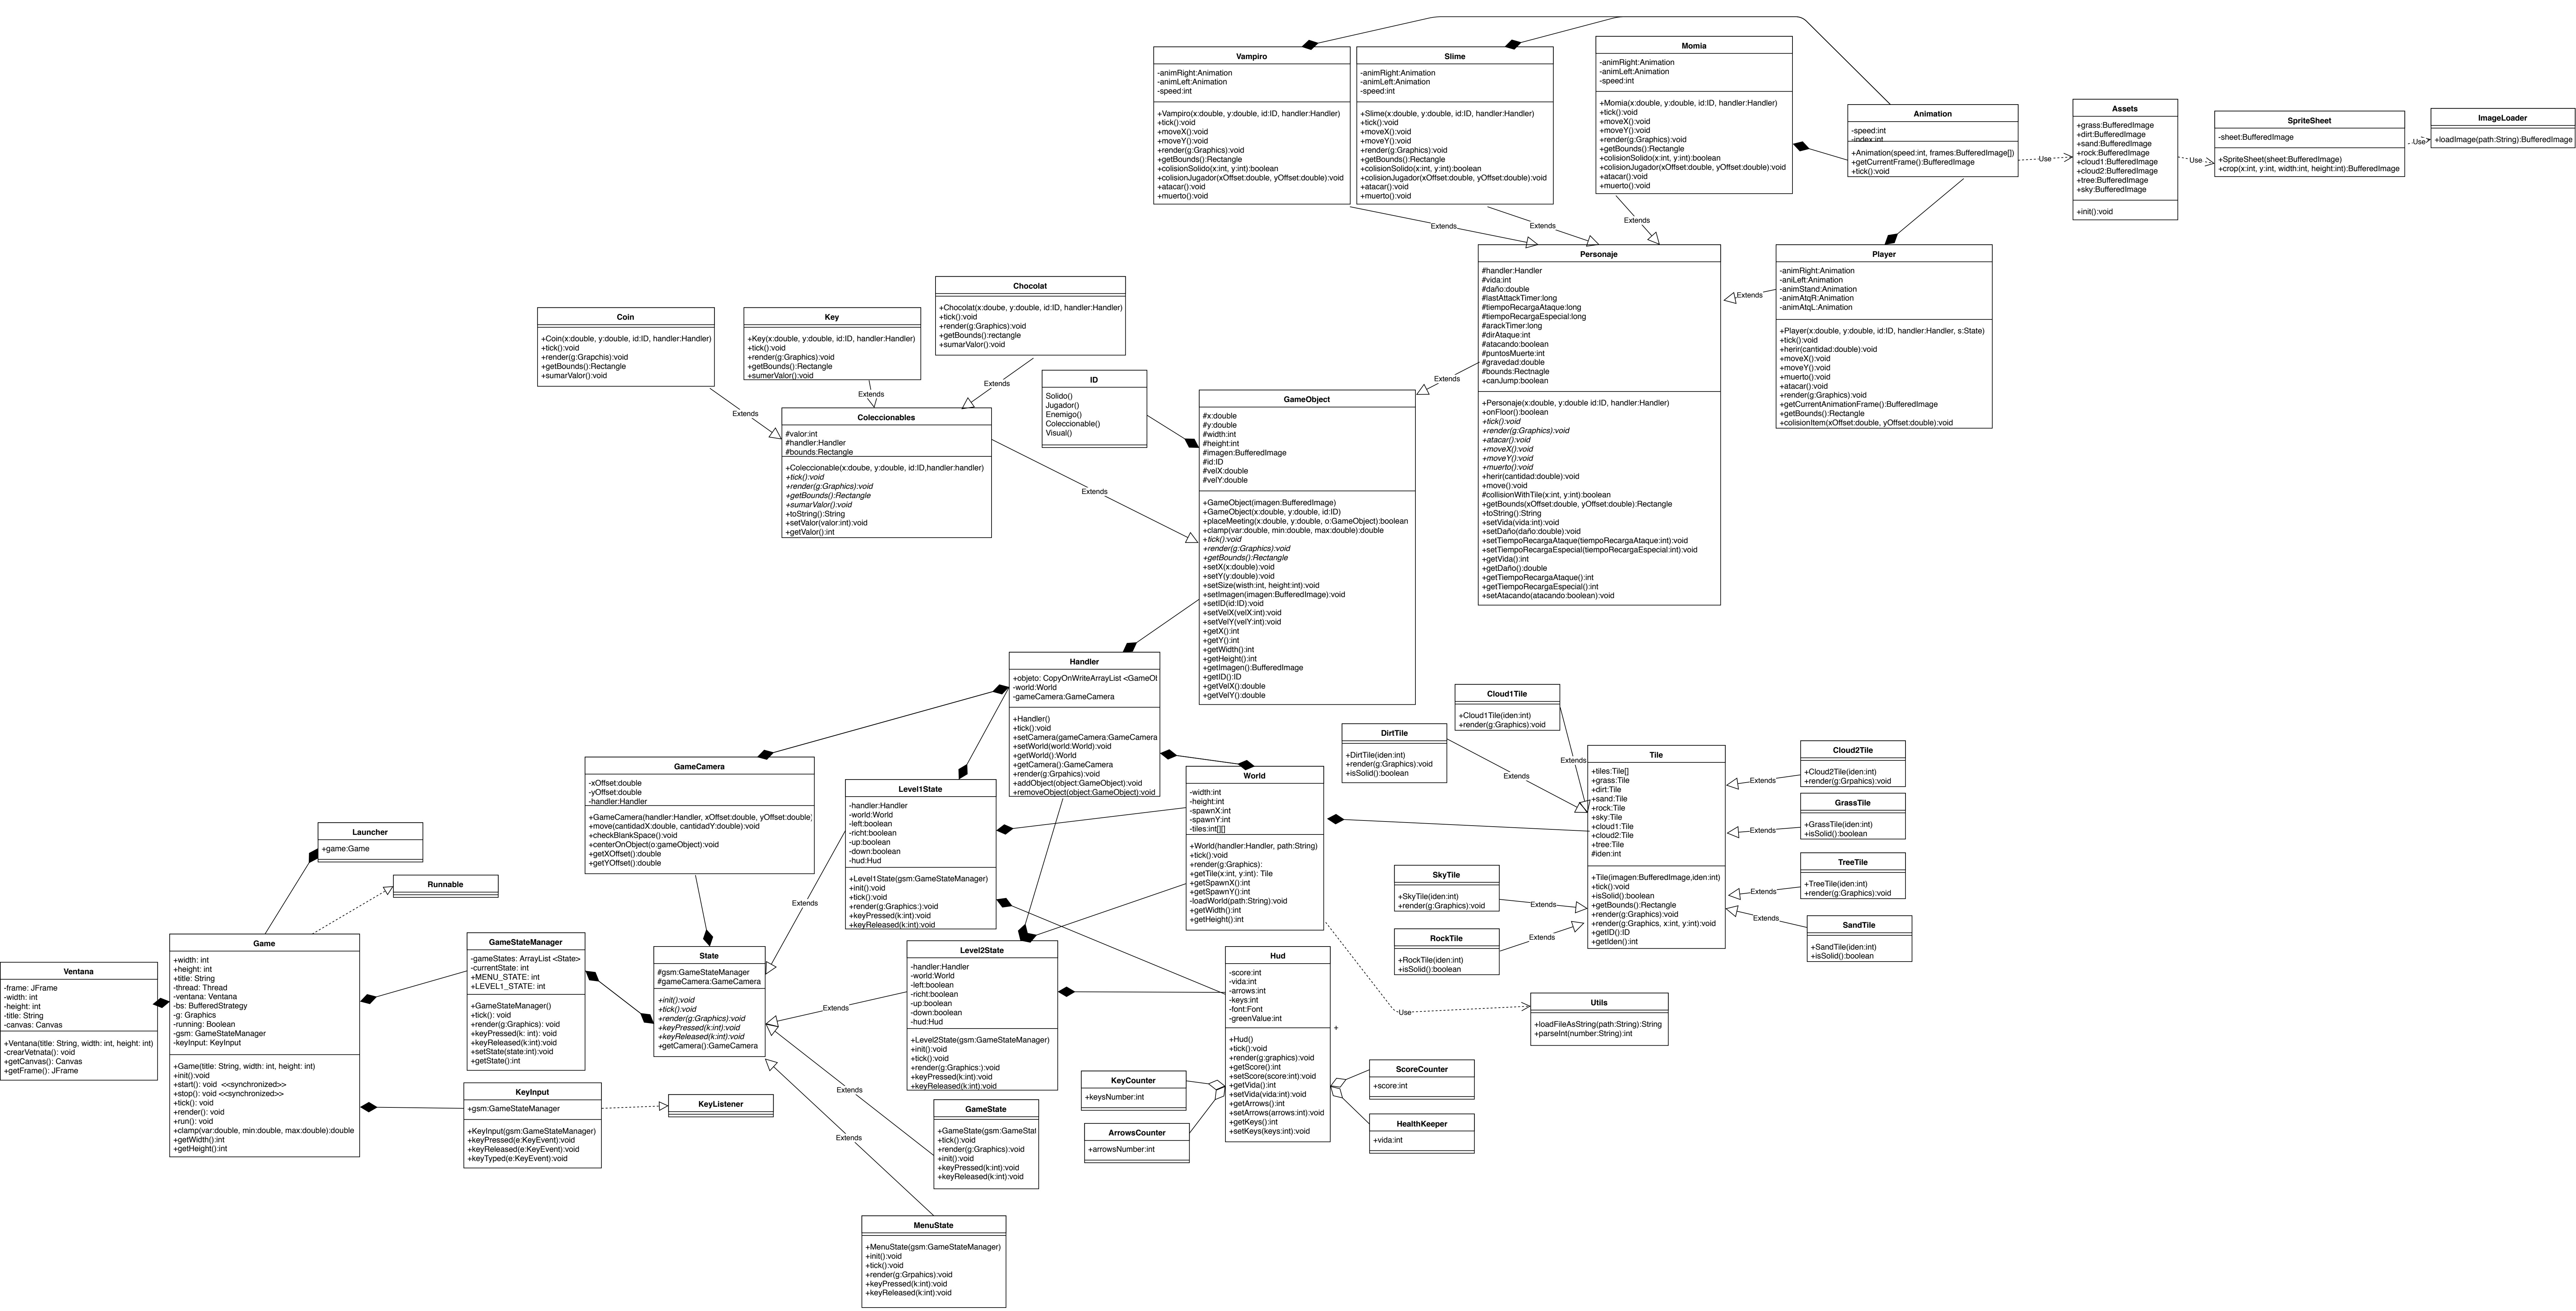 Vampiro
-animRight:Animation
-animLeft:Animation
-speed:int
+Vampiro(x:double, y:double, id:ID, handler:Handler)
+tick():void
+moveX():void
+moveY():void
+render(g:Graphics):void
+getBounds():Rectangle
+colisionSolido(x:int, y:int):boolean
+colisionJugador(xOffset:double, yOffset:double):void
+atacar():void
+muerto():void
Slime
-animRight:Animation
-animLeft:Animation
-speed:int
+Slime(x:double, y:double, id:ID, handler:Handler)
+tick():void
+moveX():void
+moveY():void
+render(g:Graphics):void
+getBounds():Rectangle
+colisionSolido(x:int, y:int):boolean
+colisionJugador(xOffset:double, yOffset:double):void
+atacar():void
+muerto():void
Momia
-animRight:Animation
-animLeft:Animation
-speed:int
+Momia(x:double, y:double, id:ID, handler:Handler)
+tick():void
+moveX():void
+moveY():void
+render(g:Graphics):void
+getBounds():Rectangle
+colisionSolido(x:int, y:int):boolean
+colisionJugador(xOffset:double, yOffset:double):void
+atacar():void
+muerto():void
Animation
-speed:int
-index:int
+Animation(speed:int, frames:BufferedImage[])
+getCurrentFrame():BufferedImage
+tick():void
Use
Assets
+grass:BufferedImage
+dirt:BufferedImage
+sand:BufferedImage
+rock:BufferedImage
+cloud1:BufferedImage
+cloud2:BufferedImage
+tree:BufferedImage
+sky:BufferedImage
+init():void
Use
SpriteSheet
-sheet:BufferedImage
+SpriteSheet(sheet:BufferedImage)
+crop(x:int, y:int, width:int, height:int):BufferedImage
Use
ImageLoader
+loadImage(path:String):BufferedImage
Extends
Extends
Extends
Personaje
#handler:Handler
#vida:int
#daño:double
#lastAttackTimer:long
#tiempoRecargaAtaque:long
#tiempoRecargaEspecial:long
#arackTimer:long
#dirAtaque:int
#atacando:boolean
#puntosMuerte:int
#gravedad:double
#bounds:Rectnagle
+canJump:boolean
+Personaje(x:double, y:double id:ID, handler:Handler)
+onFloor():boolean
+tick():void
+render(g:Graphics):void
+atacar():void
+moveX():void
+moveY():void
+muerto():void
+herir(cantidad:double):void
+move():void
#collisionWithTile(x:int, y:int):boolean
+getBounds(xOffset:double, yOffset:double):Rectangle
+toString():String
+setVida(vida:int):void
+setDaño(daño:double):void
+setTiempoRecargaAtaque(tiempoRecargaAtaque:int):void
+setTiempoRecargaEspecial(tiempoRecargaEspecial:int):void
+getVida():int
+getDaño():double
+getTiempoRecargaAtaque():int
+getTiempoRecargaEspecial():int
+setAtacando(atacando:boolean):void
Extends
Player
-animRight:Animation
-aniLeft:Animation
-animStand:Animation
-animAtqR:Animation
-animAtqL:Animation
+Player(x:double, y:double, id:ID, handler:Handler, s:State)
+tick():void
+herir(cantidad:double):void
+moveX():void
+moveY():void
+muerto():void
+atacar():void
+render(g:Graphics):void
+getCurrentAnimationFrame():BufferedImage
+getBounds():Rectangle
+colisionItem(xOffset:double, yOffset:double):void
Coin
+Coin(x:double, y:double, id:ID, handler:Handler)
+tick():void
+render(g:Grapchis):void
+getBounds():Rectangle
+sumarValor():void
Key
+Key(x:double, y:double, id:ID, handler:Handler)
+tick():void
+render(g:Graphics):void
+getBounds():Rectangle
+sumerValor():void
Chocolat
+Chocolat(x:doube, y:double, id:ID, handler:Handler)
+tick():void
+render(g:Graphics):void
+getBounds():rectangle
+sumarValor():void
Extends
Extends
Extends
Coleccionables
#valor:int
#handler:Handler
#bounds:Rectangle
+Coleccionable(x:doube, y:double, id:ID,handler:handler)
+tick():void
+render(g:Graphics):void
+getBounds():Rectangle
+sumarValor():void
+toString():String
+setValor(valor:int):void
+getValor():int
Extends
ID
Solido()
Jugador()
Enemigo()
Coleccionable()
Visual()
Extends
GameObject
#x:double
#y:double
#width:int
#height:int
#imagen:BufferedImage
#id:ID
#velX:double
#velY:double
+GameObject(imagen:BufferedImage)
+GameObject(x:double, y:double, id:ID)
+placeMeeting(x:double, y:double, o:GameObject):boolean
+clamp(var:double, min:double, max:double):double
+tick():void
+render(g:Graphics):void
+getBounds():Rectangle
+setX(x:double):void
+setY(y:double):void
+setSize(wisth:int, height:int):void
+setImagen(imagen:BufferedImage):void
+setID(id:ID):void
+setVelX(velX:int):void
+setVelY(velY:int):void
+getX():int
+getY():int
+getWidth():int
+getHeight():int
+getImagen():BufferedImage
+getID():ID
+getVelX():double
+getVelY():double
Handler
+objeto: CopyOnWriteArrayList <GameOl
-world:World
-gameCamera:GameCamera
+Handler()
+tick():void
+setCamera(gameCamera:GameCamera
+setWorld(world:World):void
+getWorld():World
+getCamera():GameCamera
+render(g:Grpahics):void
+addObject(object:GameObject):void
+removeObject(object:GameObject):void
GameCamera
-xOffset:double
-yOffset:double
-handler:Handler
+GameCamera(handler:Handler, xOffset:double, yOffset:double)
+move(cantidadX:double, cantidadY:double):void
+checkBlankSpace():void
+centerOnObject(o:gameObject):void
+getXOffset():double
+getYOffset():double
Level1State
-handler:Handler
-world:World
-left:boolean
-richt:boolean
-up:boolean
-down:boolean
-hud:Hud
+Level1State(gsm:GameStateManager)
+init():void
+tick():void
+render(g:Graphics:):void
+keyPressed(k:int):void
+keyReleased(k:int):void
World
-width:int
-height:int
-spawnX:int
-spawnY:int
-tiles:int[][]
+World(handler:Handler, path:String)
+tick():void
+render(g:Graphics):
+getTile(x:int, y:int): Tile
+getSpawnX():int
+getSpawnY():int
-loadWorld(path:String):void
+getWidth():int
+getHeight():int
Cloud1Tile
+Cloud1Tile(iden:int)
+render(g:Graphics):void
DirtTile
+DirtTile(iden:int)
+render(g:Graphics):void
+isSolid():boolean
Extends
Extends
Tile
+tiles:Tile[]
+grass:Tile
+dirt:Tile
+sand:Tile
+rock:Tile
+sky:Tile
+cloud1:Tile
+cloud2:Tile
+tree:Tile
#iden:int
+Tile(imagen:BufferedImage,iden:int)
+tick():void
+isSolid():boolean
+getBounds():Rectangle
+render(g:Graphics):void
+render(g:Graphics, x:int, y:int):void
+getID():ID
+getIden():int
Extends
Cloud2Tile
+Cloud2Tile(iden:int)
+render(g:Grpahics):void
Extends
GrassTile
+GrassTile(iden:int)
+isSolid():boolean
Extends
TreeTile
+TreeTile(iden:int)
+render(g:Graphics):void
Extends
SandTile
+SandTile(iden:int)
+isSolid():boolean
SkyTile
+SkyTile(iden:int)
+render(g:Graphics):void
Extends
RockTile
+RockTile(iden:int)
+isSolid():boolean
Extends
Launcher
+game:Game
Runnable
Ventana
-frame: JFrame
-width: int
-height: int
-title: String
-canvas: Canvas
+Ventana(title: String, width: int, height: int)
-crearVetnata(): void
+getCanvas(): Canvas
+getFrame(): JFrame
Game
+width: int
+height: int
+title: String
-thread: Thread
-ventana: Ventana
-bs: BufferedStrategy
-g: Graphics
-running: Boolean
-gsm: GameStateManager
-keyInput: KeyInput
+Game(title: String, width: int, height: int)
+init():void
+start(): void <<synchronized>>
+stop(): void <<synchronized>>
+tick(): void
+render(): void
+run(): void
+clamp(var:double, min:double, max:double):double
+getWidth():int
+getHeight():int
GameStateManager
-gameStates: ArrayList <State>
-currentState: int
+MENU_STATE: int
+LEVEL1_STATE: int
+GameStateManager()
+tick(): void
+render(g:Graphics): void
+keyPressed(k: int): void
+keyReleased(k:int):void
+setState(state:int):void
+getState():int
KeyInput
+gsm:GameStateManager
+KeyInput(gsm:GameStateManager)
+keyPressed(e:KeyEvent):void
+keyReleased(e:KeyEvent):void
+keyTyped(e:KeyEvent):void
KeyListener
State
#gsm:GameStateManager
#gameCamera:GameCamera
+init():void
+tick():void
+render(g:Graphics):void
+keyPressed(k:int):void
+keyReleased(k:int):void
+getCamera():GameCamera
Extends
Extends
Extends
Extends
Level2State
-handler:Handler
-world:World
-left:boolean
-richt:boolean
-up:boolean
-down:boolean
-hud:Hud
+Level2State(gsm:GameStateManager)
+init():void
+tick():void
+render(g:Graphics:):void
+keyPressed(k:int):void
+keyReleased(k:int):void
GameState
+GameState(gsm:GameStat
+tick():void
+render(g:Graphics):void
+init():void
+keyPressed(k:int):void
+keyReleased(k:int):void
MenuState
+MenuState(gsm:GameStateManager)
+init():void
+tick():void
+render(g:Grpahics):void
+keyPressed(k:int):void
+keyReleased(k:int):void
Hud
-score:int
-vida:int
-arrows:int
-keys:int
-font:Font
-greenValue:int
+Hud()
+tick():void
+render(g:graphics):void
+getScore():int
+setScore(score:int):void
+getVida():int
+setVida(vida:int):void
+getArrows():int
+setArrows(arrows:int):void
+getKeys():int
+setKeys(keys:int):void
+
KeyCounter
+keysNumber:int
ArrowsCounter
+arrowsNumber:int
ScoreCounter
+score:int
HealthKeeper
+vida:int
Use
Utils
+loadFileAsString(path:String):String
+parseInt(number:String):int